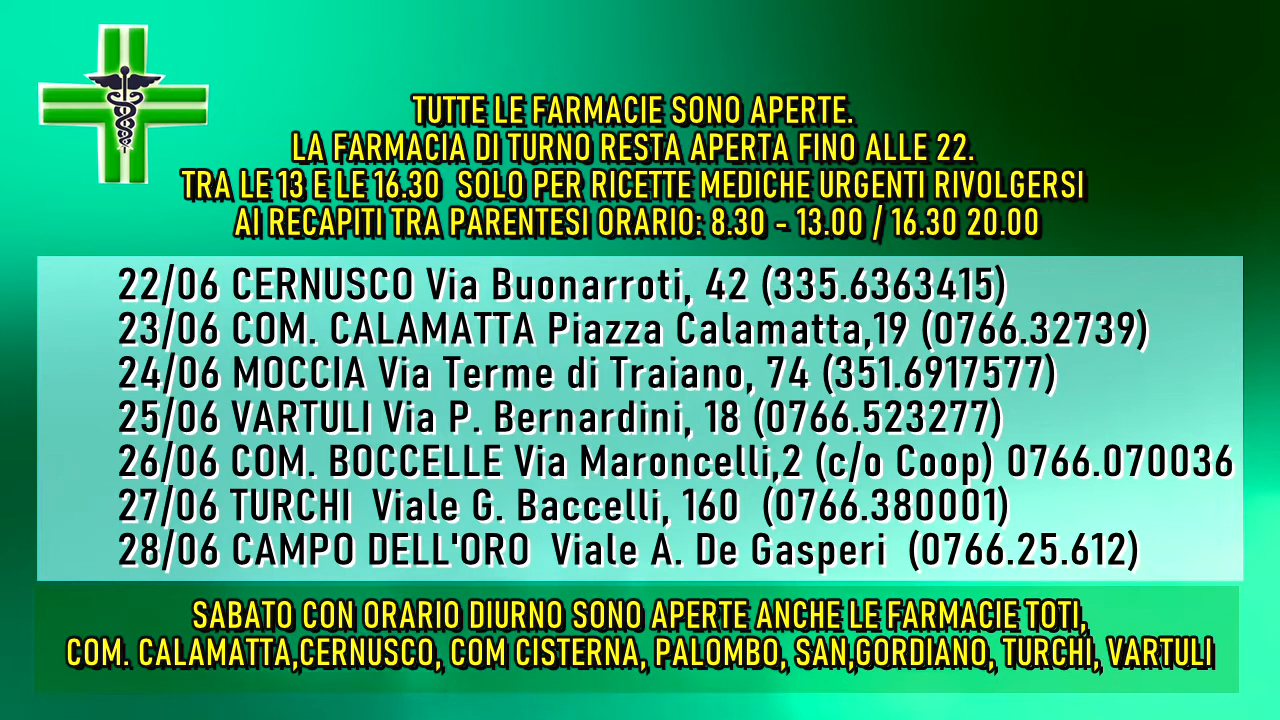 TUTTE LE FARMACIE SONO APERTE.
LA FARMACIA DI TURNO RESTA APERTA FINO ALLE 22.
TRA LE 13 E LE 16.30 SOLO PER RICETTE MEDICHE URGENTI RIVOLGERSI
AI RECAPITI TRA PARENTESI ORARIO: 8.30 - 13.00 / 16.30 20.00
22/06 CERNUSCO Via Buonarroti, 42 (335.6363415)
23/06 COM. CALAMATTA Piazza Calamatta,19 (0766.32739)
24/06 MOCCIA Via Terme di Traiano, 74 (351.6917577)
25/06 VARTULI Via P. Bernardini, 18 (0766.523277)
26/06 COM. BOCCELLE Via Maroncelli,2 (c/o Coop) 0766.070036
27/06 TURCHI Viale G. Baccelli, 160 (0766.380001)
28/06 CAMPO DELL'ORO Viale A. De Gasperi (0766.25.612)
SABATO CON ORARIO DIURNO SONO APERTE ANCHE LE FARMACIE TOTI,
COM. CALAMATTA,CERNUSCO, COM CISTERNA, PALOMBO, SAN,GORDIANO, TURCHI, VARTULI